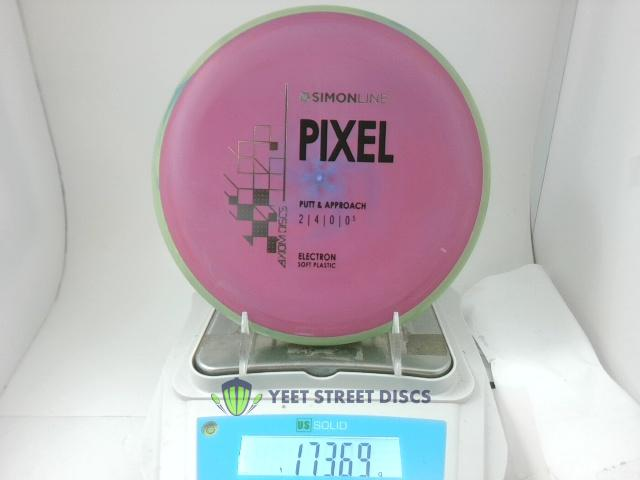 SIMONLINE
PIXEL
PUTT & APPROACH
2 | 4 | 0 | 0.5
AXIOM DISCS
ELECTRON
SOFT PLASTIC
YEET STREET DISCS
US SOLID
173.69 g